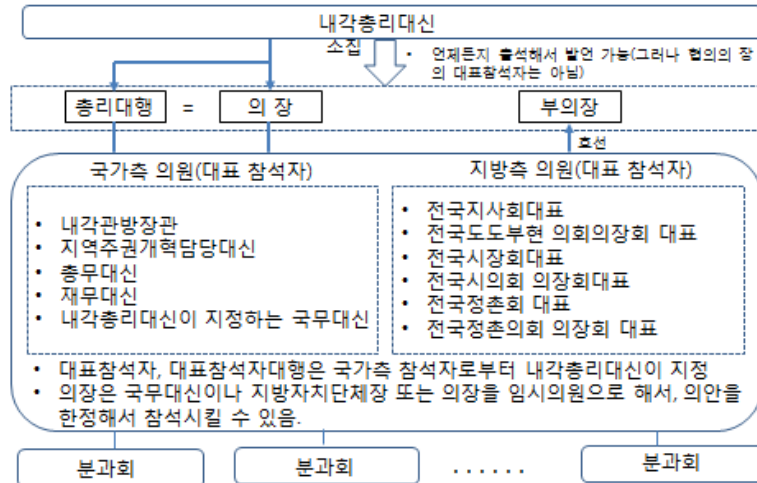 내각총리대신
소집
• 언제든지 출석해서 발언 가능(그러나 협의의 장
의 대표참석자는 아님)
총리대행 = 의 장 부의장
호선
국가측 의원(대표 참석자)
• 내각관방장관
• 지역주권개혁담당대신
• 총무대신
• 재무대신
• 내각총리대신이 지정하는 국무대신
지방측 의원(대표 참석자)
• 전국지사회대표
• 전국도도부현 의회의장회 대표
• 전국시장회대표
• 전국시의회 의장회대표
• 전국정촌회 대표
• 전국정촌의회 의장회 대표
• 대표참석자, 대표참석자대행은 국가측 참석자로부터 내각총리대신이 지정
• 의장은 국무대신이나 지방자치단체장 또는 의장을 임시의원으로 해서, 의안을
한정해서 참석시킬 수 있음.
분과회 분과회 . . . . . . 분과회